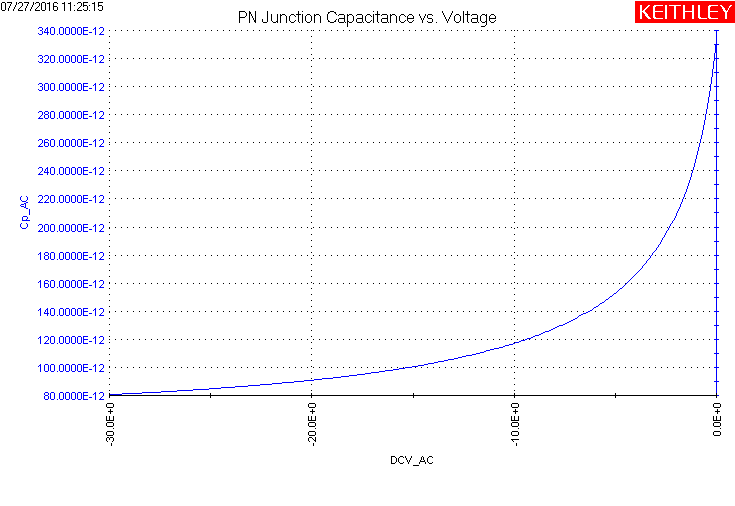 07/27/2016 11:25:15
PN Junction Capacitance vs. Voltage
KEITHLEY
340.0000E-12
320.0000E-12
300.0000E-12
280.0000E-12
260.0000E-12
240.0000E-12
220.0000E-12
200.0000E-12
180.0000E-12
160.0000E-12
140.0000E-12
120.0000E-12
100.0000E-12
80.0000E-12
Cp_AC
-30.0E+0
-20.0E+0
-10.0E+0
0.0E+0
DCV_AC